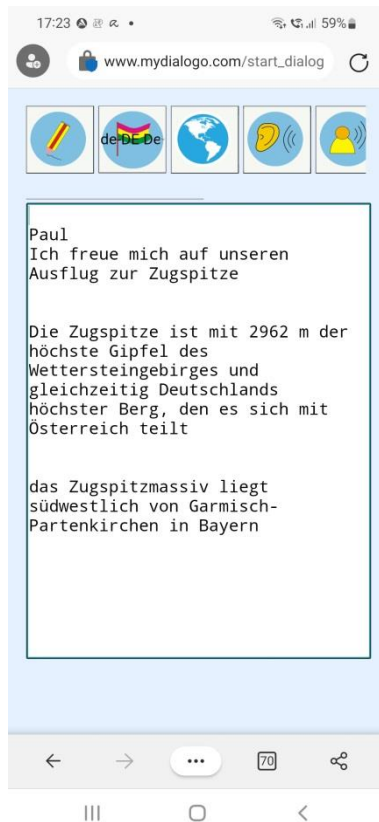 17:23
59%
www.mydialogo.com/start_dialog
de-DE De
Paul
Ich freue mich auf unseren
Ausflug zur Zugspitze
Die Zugspitze ist mit 2962 m der
höchste Gipfel des
Wettersteingebirges und
gleichzeitig Deutschlands
höchster Berg, den es sich mit
Österreich teilt
das Zugspitzmassiv liegt
südwestlich von Garmisch-
Partenkirchen in Bayern
70